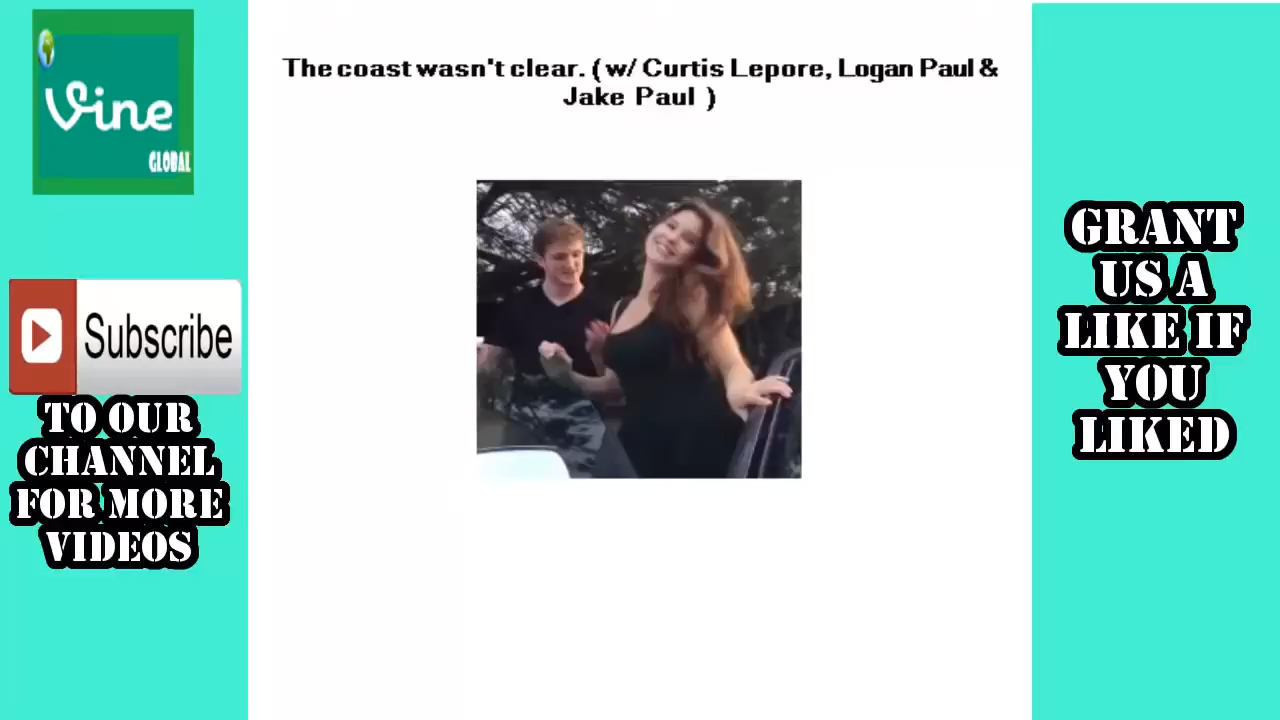 Vine
GLOBAL
The coast wasn't clear. ( w/ Curtis Lepore, Logan Paul &
Jake Paul )
Subscribe
TO OUR
CHANNEL
FOR MORE
VIDEOS
GRANT
US A
LIKE IF
YOU
LIKED